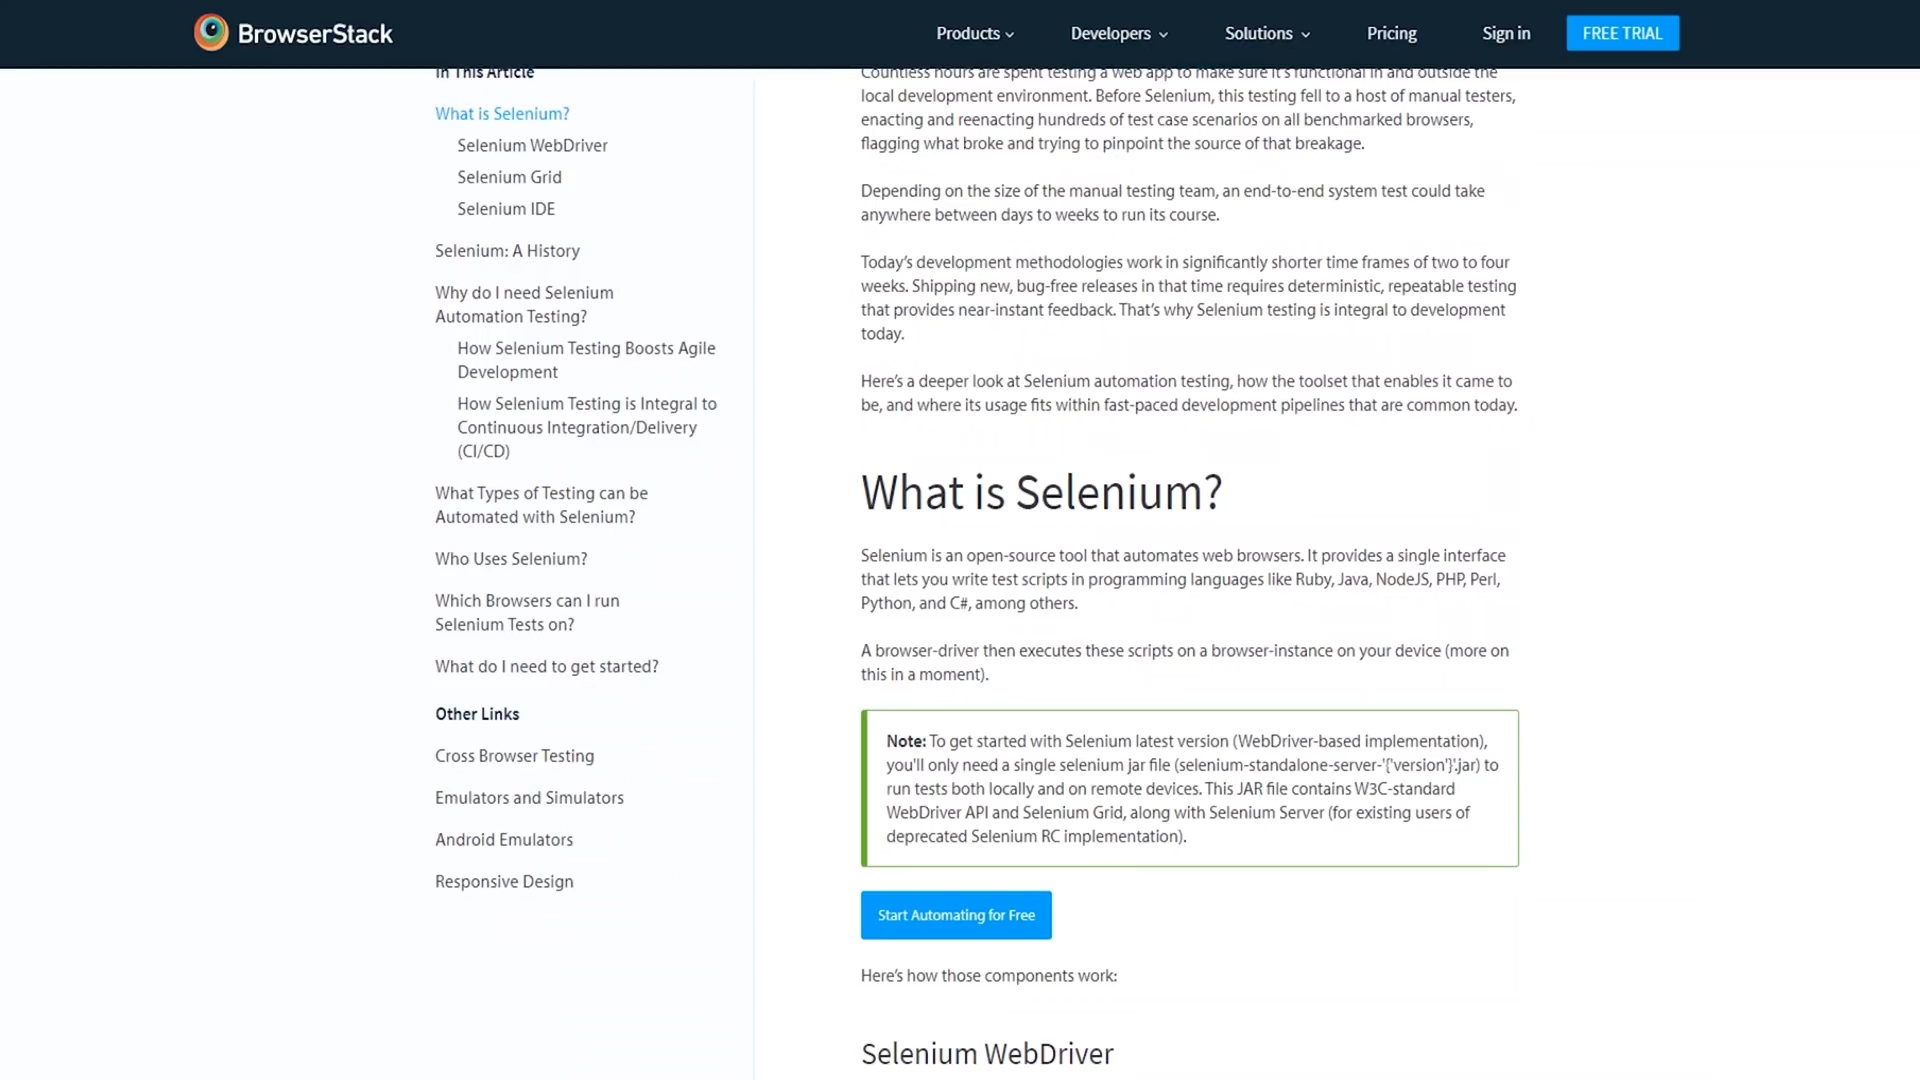 BrowserStack
Products
Developers
Solutions
Pricing
Sign in
FREE TRIAL
In This Article
What is Selenium?
Selenium WebDriver
Selenium Grid
Selenium IDE
Selenium: A History
Why do I need Selenium
Automation Testing?
How Selenium Testing Boosts Agile
Development
How Selenium Testing is Integral to
Continuous Integration/Delivery
(CI/CD)
What Types of Testing can be
Automated with Selenium?
Who Uses Selenium?
Which Browsers can I run
Selenium Tests on?
What do I need to get started?
Other Links
Cross Browser Testing
Emulators and Simulators
Android Emulators
Responsive Design
Countless hours are spent testing a web app to make sure it's functional in and outside the
local development environment. Before Selenium, this testing fell to a host of manual testers,
enacting and reenacting hundreds of test case scenarios on all benchmarked browsers,
flagging what broke and trying to pinpoint the source of that breakage.
Depending on the size of the manual testing team, an end-to-end system test could take
anywhere between days to weeks to run its course.
Today's development methodologies work in significantly shorter time frames of two to four
weeks. Shipping new, bug-free releases in that time requires deterministic, repeatable testing
that provides near-instant feedback. That's why Selenium testing is integral to development
today.
Here's a deeper look at Selenium automation testing, how the toolset that enables it came to
be, and where its usage fits within fast-paced development pipelines that are common today.
What is Selenium?
Selenium is an open-source tool that automates web browsers. It provides a single interface
that lets you write test scripts in programming languages like Ruby, Java, NodeJS, PHP, Perl,
Python, and C#, among others.
A browser-driver then executes these scripts on a browser-instance on your device (more on
this in a moment).
Note: To get started with Selenium latest version (WebDriver-based implementation),
you'll only need a single selenium jar file (selenium-standalone-server-'{'version'}'.jar) to
run tests both locally and on remote devices. This JAR file contains W3C-standard
WebDriver API and Selenium Grid, along with Selenium Server (for existing users of
deprecated Selenium RC implementation).
Start Automating for Free
Here's how those components work:
Selenium WebDriver